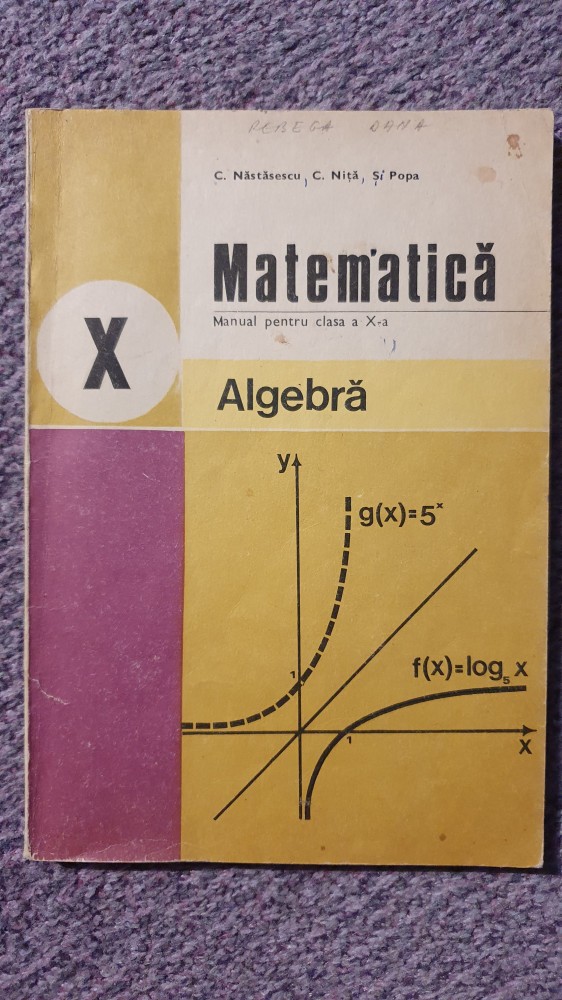 PEBEGA DANA
C. Năstăsescu, C. Niță, Și Popa
Matematică
Manual pentru clasa a X-a
X
Algebră
y
g(x)=5ˣ
1
f(x)=log₅ x
1
x